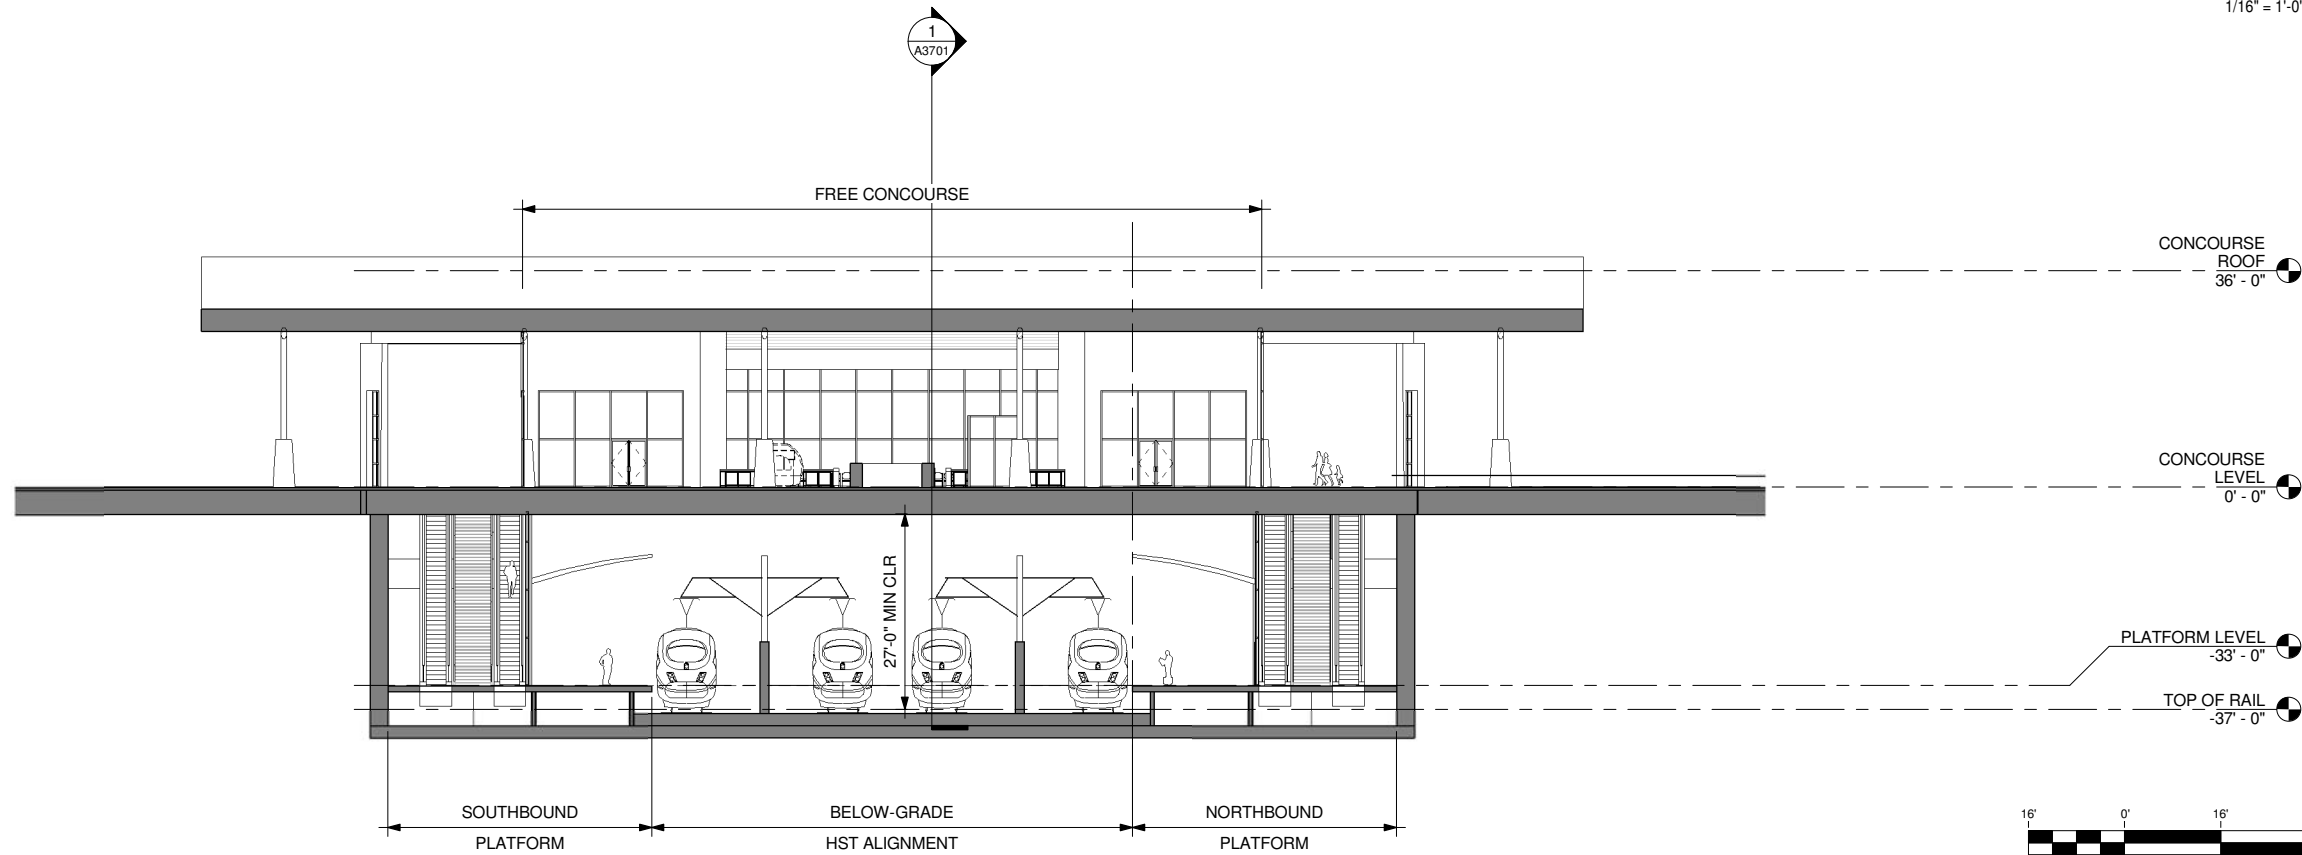 1/16" = 1'-0"
1
A3701
FREE CONCOURSE
CONCOURSE
ROOF
36' - 0"
CONCOURSE
LEVEL
0' - 0"
27'-0" MIN CLR
PLATFORM LEVEL
-33' - 0"
TOP OF RAIL
-37' - 0"
SOUTHBOUND
PLATFORM
BELOW-GRADE
HST ALIGNMENT
NORTHBOUND
PLATFORM
16' 0' 16'